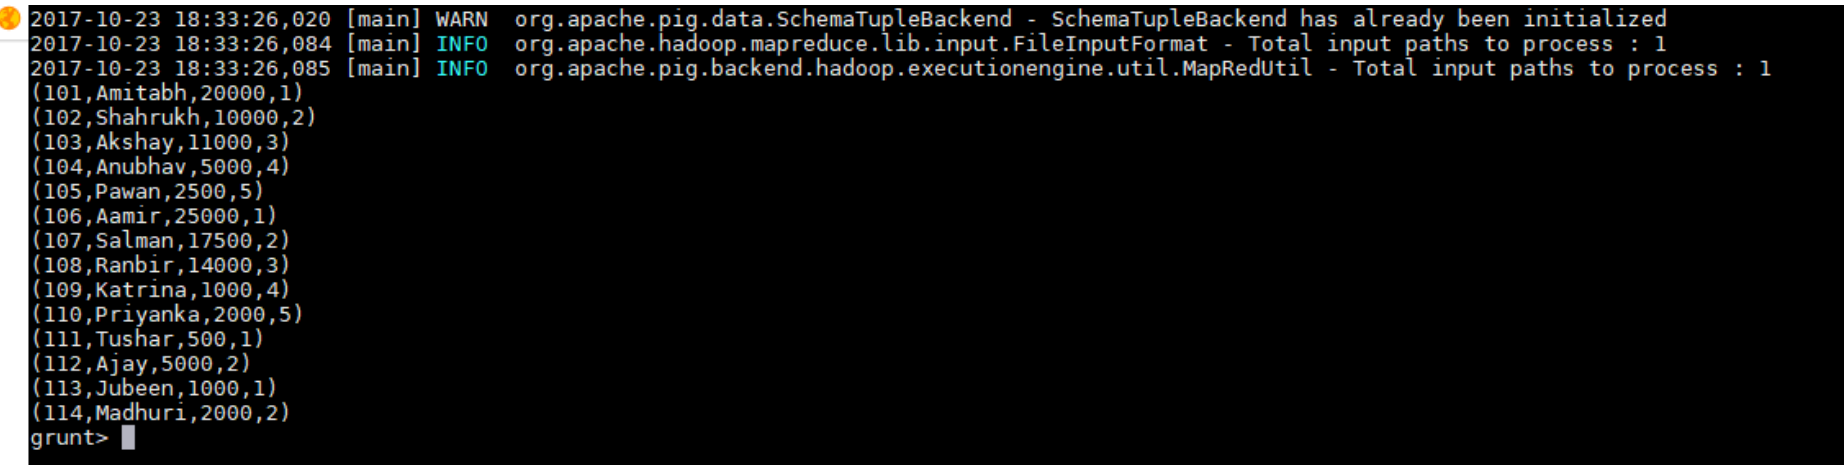 2017-10-23 18:33:26,020 [main] WARN  org.apache.pig.data.SchemaTupleBackend - SchemaTupleBackend has already been initialized
2017-10-23 18:33:26,084 [main] INFO  org.apache.hadoop.mapreduce.lib.input.FileInputFormat - Total input paths to process : 1
2017-10-23 18:33:26,085 [main] INFO  org.apache.pig.backend.hadoop.executionengine.util.MapRedUtil - Total input paths to process : 1
(101,Amitabh,20000,1)
(102,Shahrukh,10000,2)
(103,Akshay,11000,3)
(104,Anubhav,5000,4)
(105,Pawan,2500,5)
(106,Aamir,25000,1)
(107,Salman,17500,2)
(108,Ranbir,14000,3)
(109,Katrina,1000,4)
(110,Priyanka,2000,5)
(111,Tushar,500,1)
(112,Ajay,5000,2)
(113,Jubeen,1000,1)
(114,Madhuri,2000,2)
grunt>